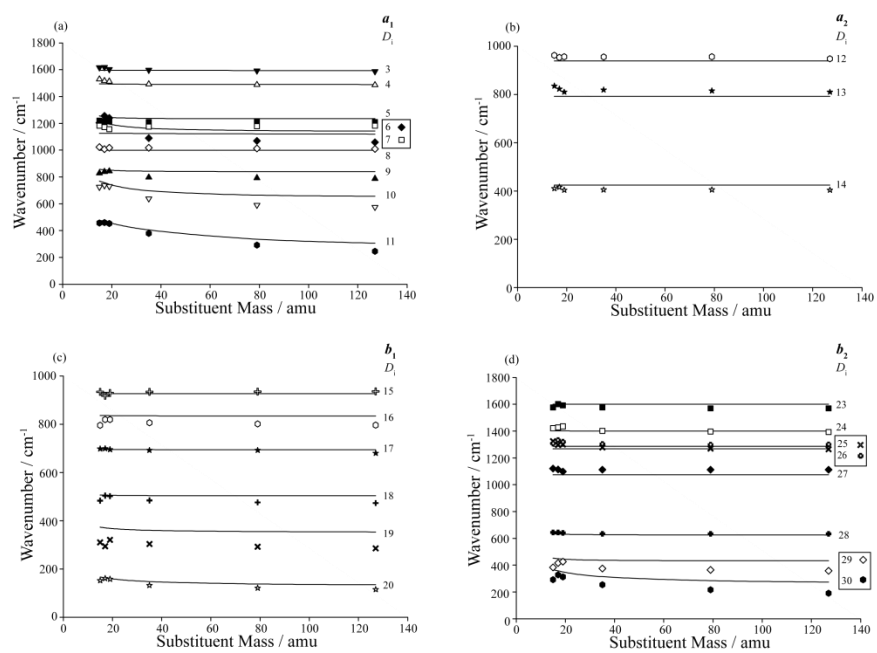 (a)
a₁
Dᵢ
1800
1600
1400
1200
1000
800
600
400
200
0
Wavenumber / cm⁻¹
3
4
5
6
7
8
9
10
11
0 20 40 60 80 100 120 140
Substituent Mass / amu
(b)
a₂
Dᵢ
1000
800
600
400
200
0
Wavenumber / cm⁻¹
12
13
14
0 20 40 60 80 100 120 140
Substituent Mass / amu
(c)
b₁
Dᵢ
1000
800
600
400
200
0
Wavenumber / cm⁻¹
15
16
17
18
19
20
0 20 40 60 80 100 120 140
Substituent Mass / amu
(d)
b₂
Dᵢ
1800
1600
1400
1200
1000
800
600
400
200
0
Wavenumber / cm⁻¹
23
24
25
26
27
28
29
30
0 20 40 60 80 100 120 140
Substituent Mass / amu